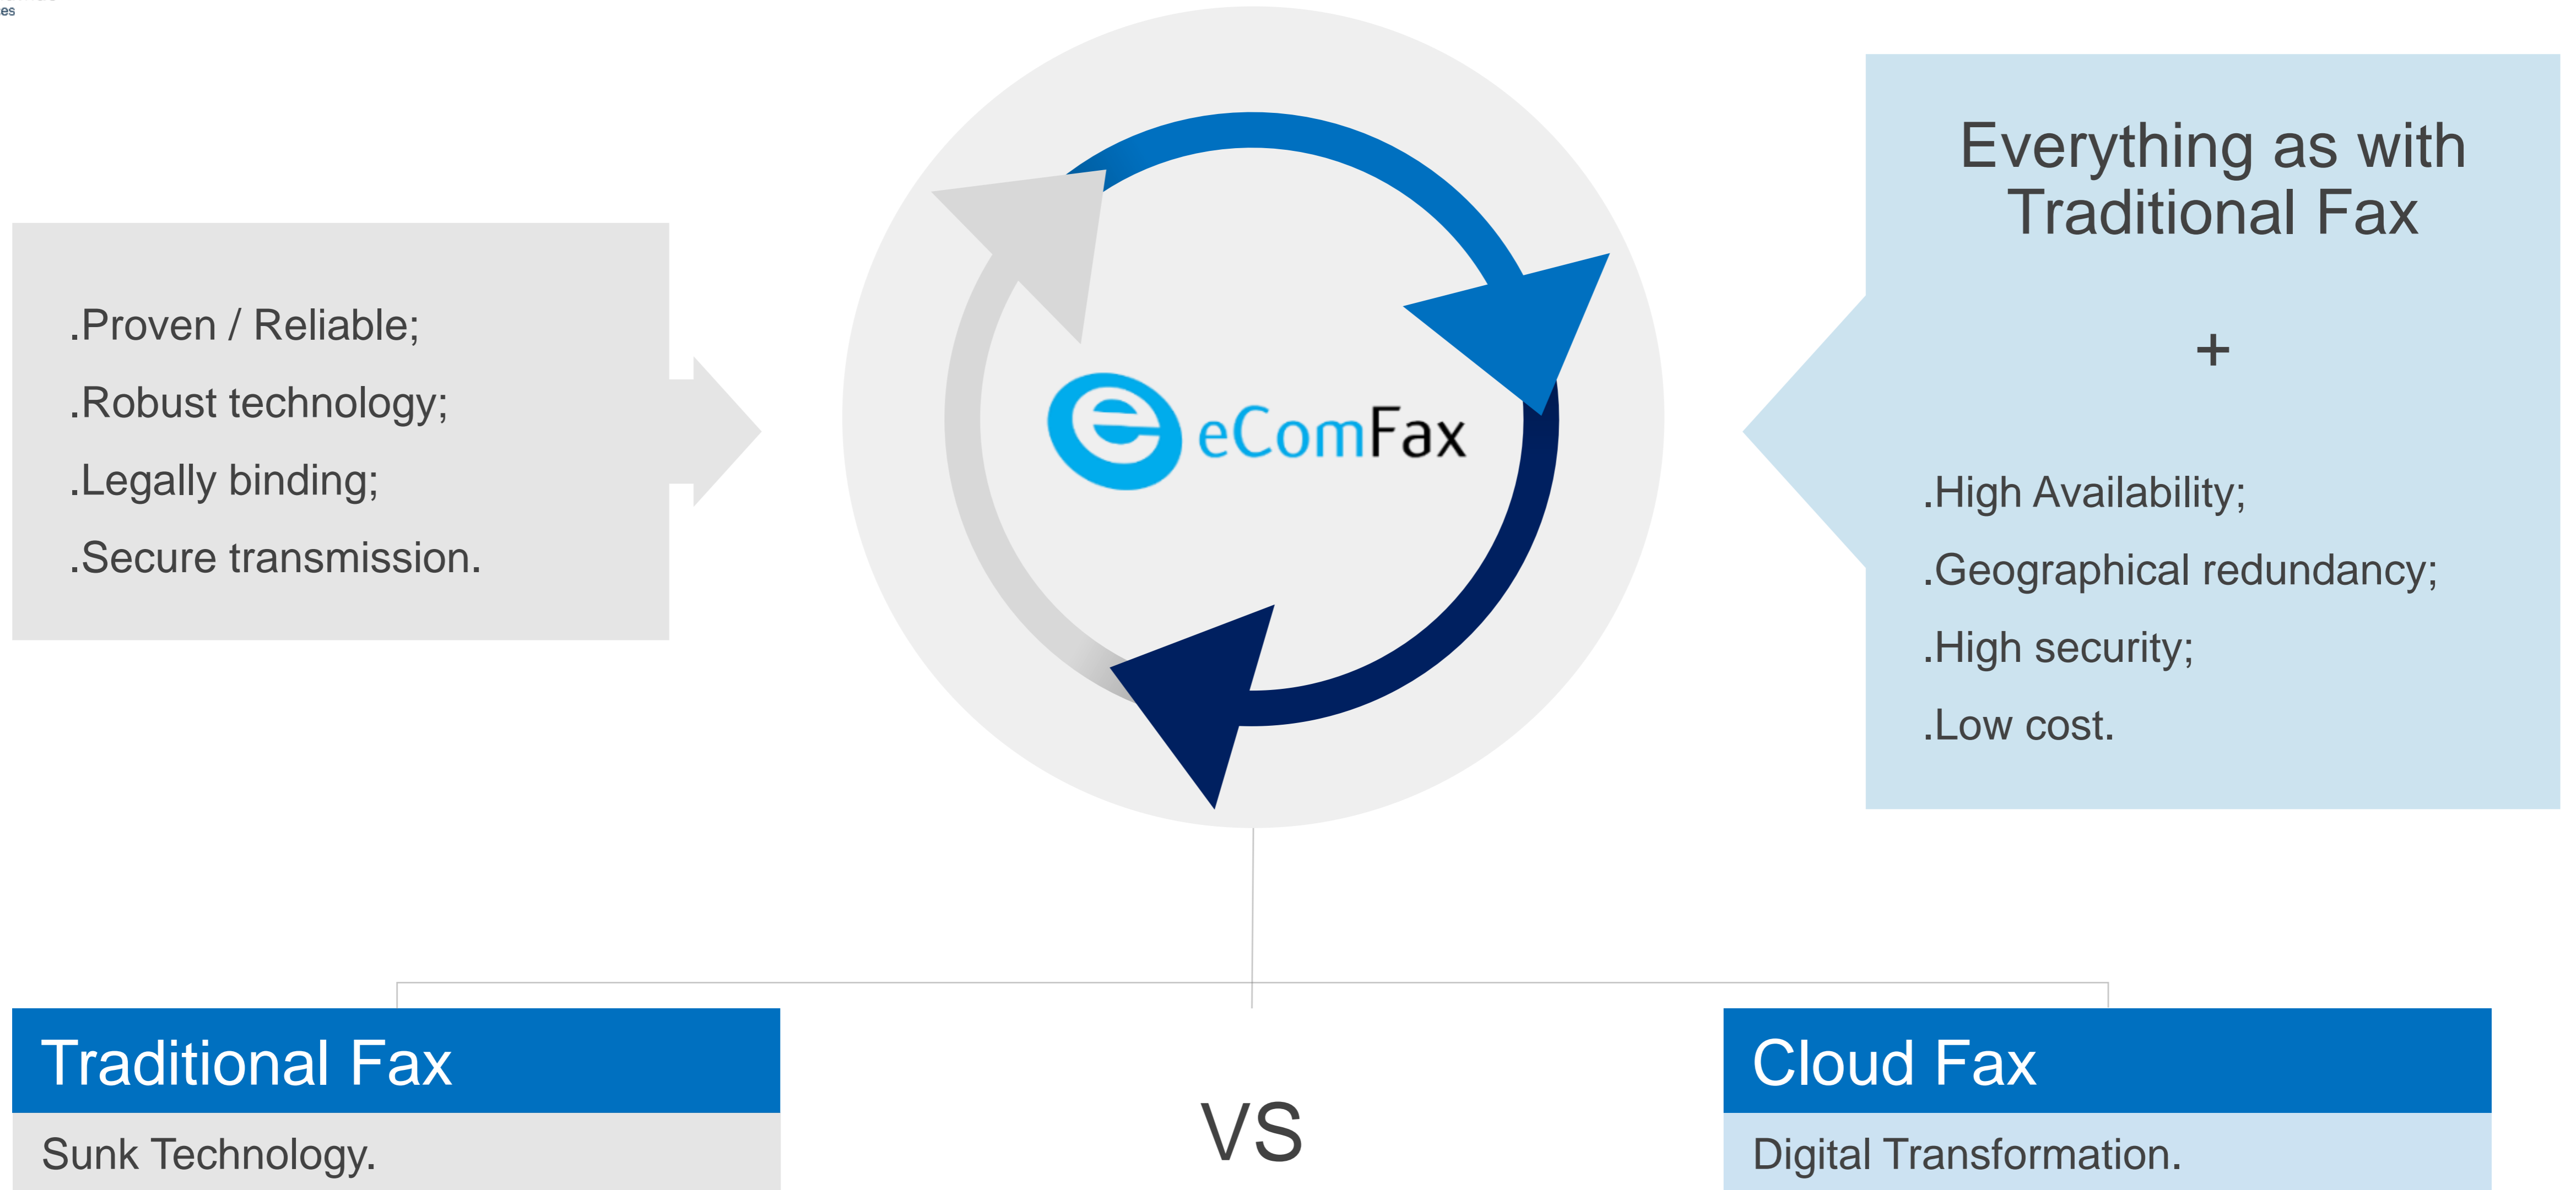 ces
.Proven / Reliable;
.Robust technology;
.Legally binding;
.Secure transmission.
eComFax
Everything as with
Traditional Fax
+
.High Availability;
.Geographical redundancy;
.High security;
.Low cost.
Traditional Fax
Sunk Technology.
VS
Cloud Fax
Digital Transformation.